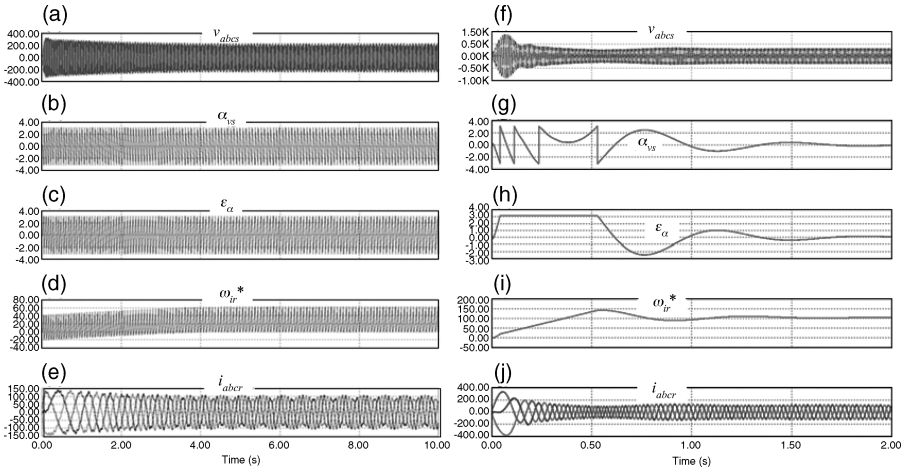 (a)
v_abcs
400.00
200.00
0.00
-200.00
-400.00
(b)
α_vs
4.00
2.00
0.00
-2.00
-4.00
(c)
ε_α
4.00
2.00
0.00
-2.00
-4.00
(d)
ω_ir*
80.00
60.00
40.00
20.00
0.00
-20.00
-40.00
(e)
i_abcr
150.00
100.00
50.00
0.00
-50.00
-100.00
-150.00
0.00 2.00 4.00 6.00 8.00 10.00
Time (s)
(f)
v_abcs
1.50K
1.00K
0.00K
-0.50K
-1.0K
(g)
α_vs
4.00
2.00
0.00
-2.00
-4.00
(h)
ε_α
4.00
3.00
2.00
1.00
0.00
-1.00
-2.00
-3.00
(i)
ω_ir*
200.00
150.00
100.00
50.00
0.00
-50.00
(j)
i_abcr
400.00
200.00
0.00
-200.00
-400.00
0.00 0.50 1.00 1.50 2.00
Time (s)